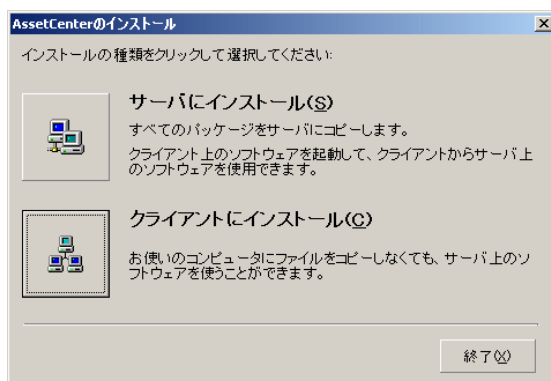 AssetCenterのインストール
インストールの種類をクリックして選択してください:
サーバにインストール(S)
すべてのパッケージをサーバにコピーします。
クライアント上のソフトウェアを起動して、クライアントからサーバ上
のソフトウェアを使用できます。
クライアントにインストール(C)
お使いのコンピュータにファイルをコピーしなくても、サーバ上のソ
フトウェアを使うことができます。
終了(X)